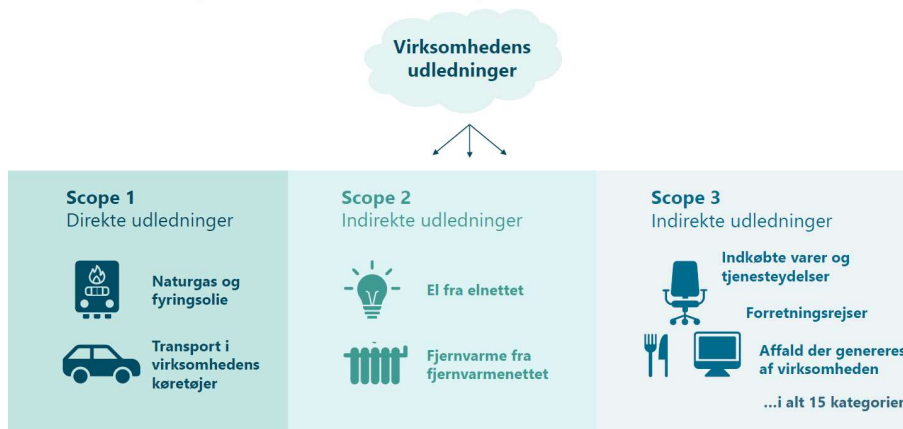 Virksomhedens
udledninger
Scope 1
Direkte udledninger
Naturgas og
fyringsolie
Transport i
virksomhedens
køretøjer
Scope 2
Indirekte udledninger
El fra elnettet
Fjernvarme fra
fjernvarmenettet
Scope 3
Indirekte udledninger
Indkøbte varer og
tjenesteydelser
Forretningsrejser
Affald der genereres
af virksomheden
...i alt 15 kategorier